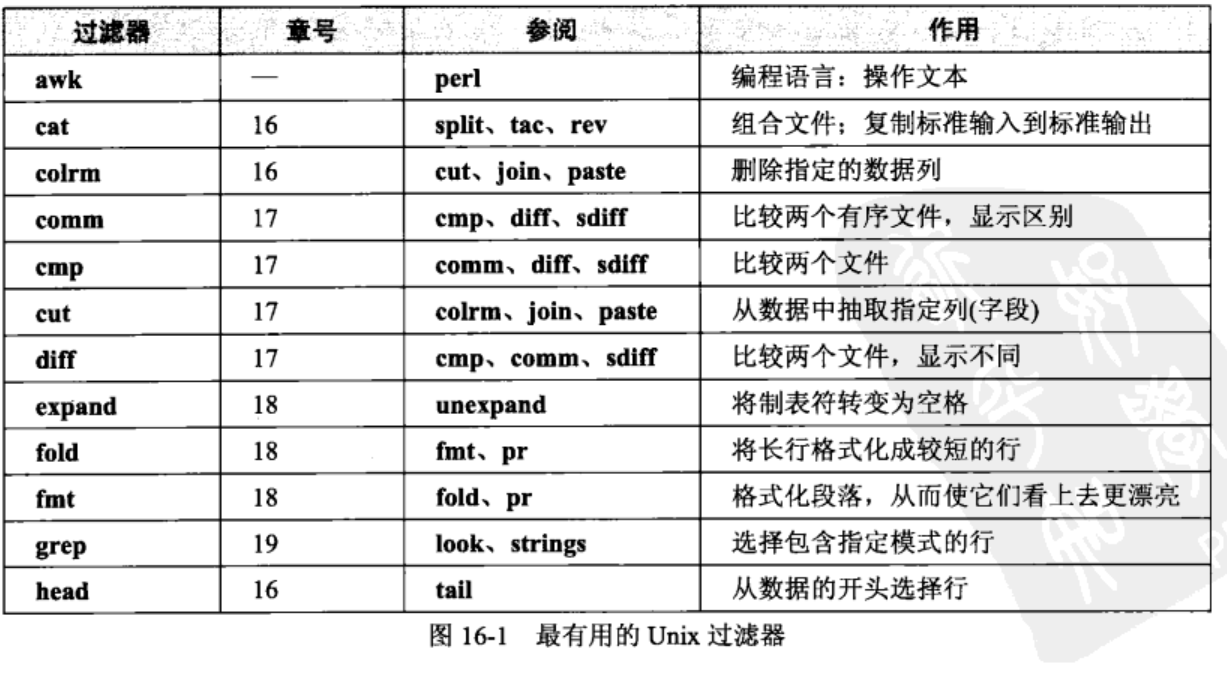 过滤器 章号 参阅 作用
awk — perl 编程语言：操作文本
cat 16 split、tac、rev 组合文件；复制标准输入到标准输出
colrm 16 cut、join、paste 删除指定的数据列
comm 17 cmp、diff、sdiff 比较两个有序文件，显示区别
cmp 17 comm、diff、sdiff 比较两个文件
cut 17 colrm、join、paste 从数据中抽取指定列(字段)
diff 17 cmp、comm、sdiff 比较两个文件，显示不同
expand 18 unexpand 将制表符转变为空格
fold 18 fmt、pr 将长行格式化成较短的行
fmt 18 fold、pr 格式化段落，从而使它们看上去更漂亮
grep 19 look、strings 选择包含指定模式的行
head 16 tail 从数据的开头选择行
图 16-1 最有用的 Unix 过滤器